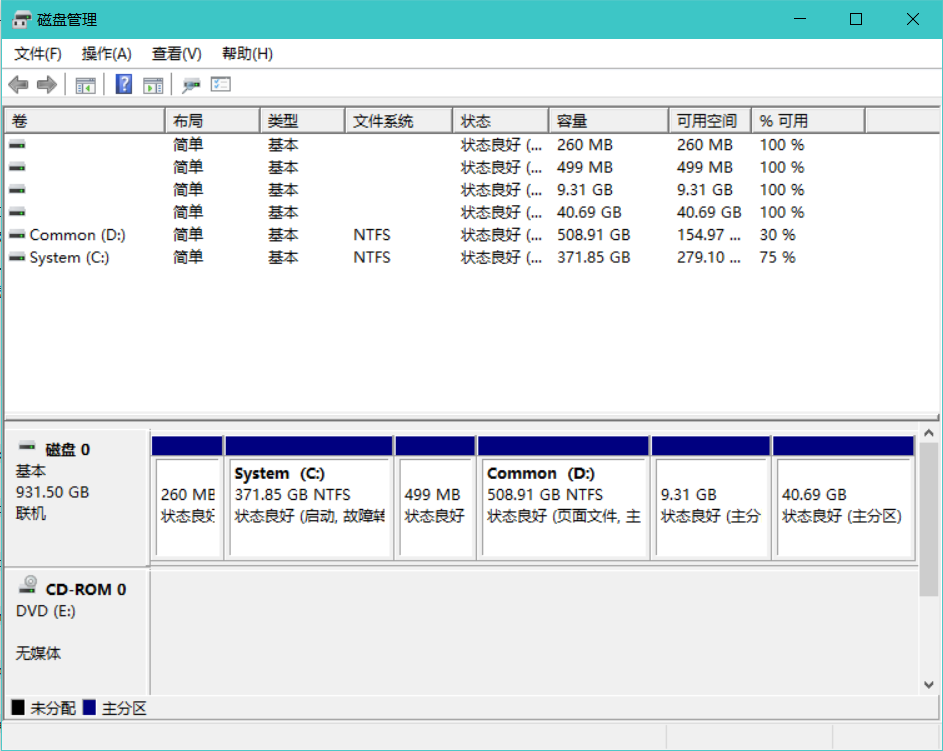 磁盘管理
文件(F) 操作(A) 查看(V) 帮助(H)
卷 布局 类型 文件系统 状态 容量 可用空间 % 可用
简单 基本 状态良好 (... 260 MB 260 MB 100 %
简单 基本 状态良好 (... 499 MB 499 MB 100 %
简单 基本 状态良好 (... 9.31 GB 9.31 GB 100 %
简单 基本 状态良好 (... 40.69 GB 40.69 GB 100 %
Common (D:) 简单 基本 NTFS 状态良好 (... 508.91 GB 154.97 ... 30 %
System (C:) 简单 基本 NTFS 状态良好 (... 371.85 GB 279.10 ... 75 %
磁盘 0
基本
931.50 GB
联机
260 MB
状态良好
System (C:)
371.85 GB NTFS
状态良好 (启动, 故障转
499 MB
状态良好
Common (D:)
508.91 GB NTFS
状态良好 (页面文件, 主
9.31 GB
状态良好 (主分
40.69 GB
状态良好 (主分区)
CD-ROM 0
DVD (E:)
无媒体
未分配 主分区